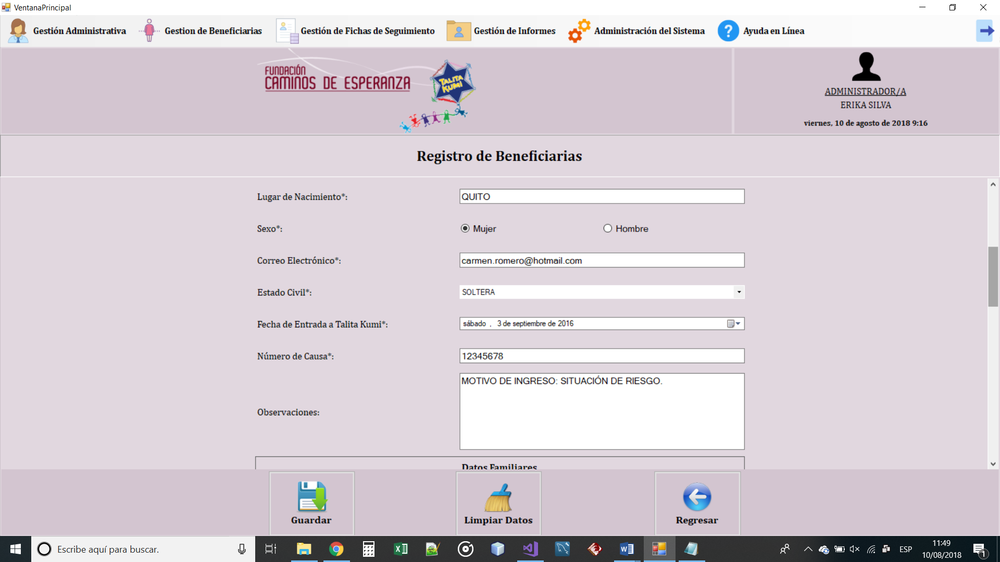 VentanaPrincipal
Gestión Administrativa
Gestion de Beneficiarias
Gestión de Fichas de Seguimiento
Gestión de Informes
Administración del Sistema
? Ayuda en Línea
FUNDACIÓN
CAMINOS DE ESPERANZA
TALITA
KUMI
ADMINISTRADOR/A
ERIKA SILVA
viernes, 10 de agosto de 2018 9:16
Registro de Beneficiarias
Lugar de Nacimiento*: QUITO
Sexo*: Mujer Hombre
Correo Electrónico*: carmen.romero@hotmail.com
Estado Civil*: SOLTERA
Fecha de Entrada a Talita Kumi*: sábado , 3 de septiembre de 2016
Número de Causa*: 12345678
MOTIVO DE INGRESO: SITUACIÓN DE RIESGO.
Observaciones:
Datos Familiares
Guardar
Limpiar Datos
Regresar
Escribe aquí para buscar.
ESP
11:49
10/08/2018
1